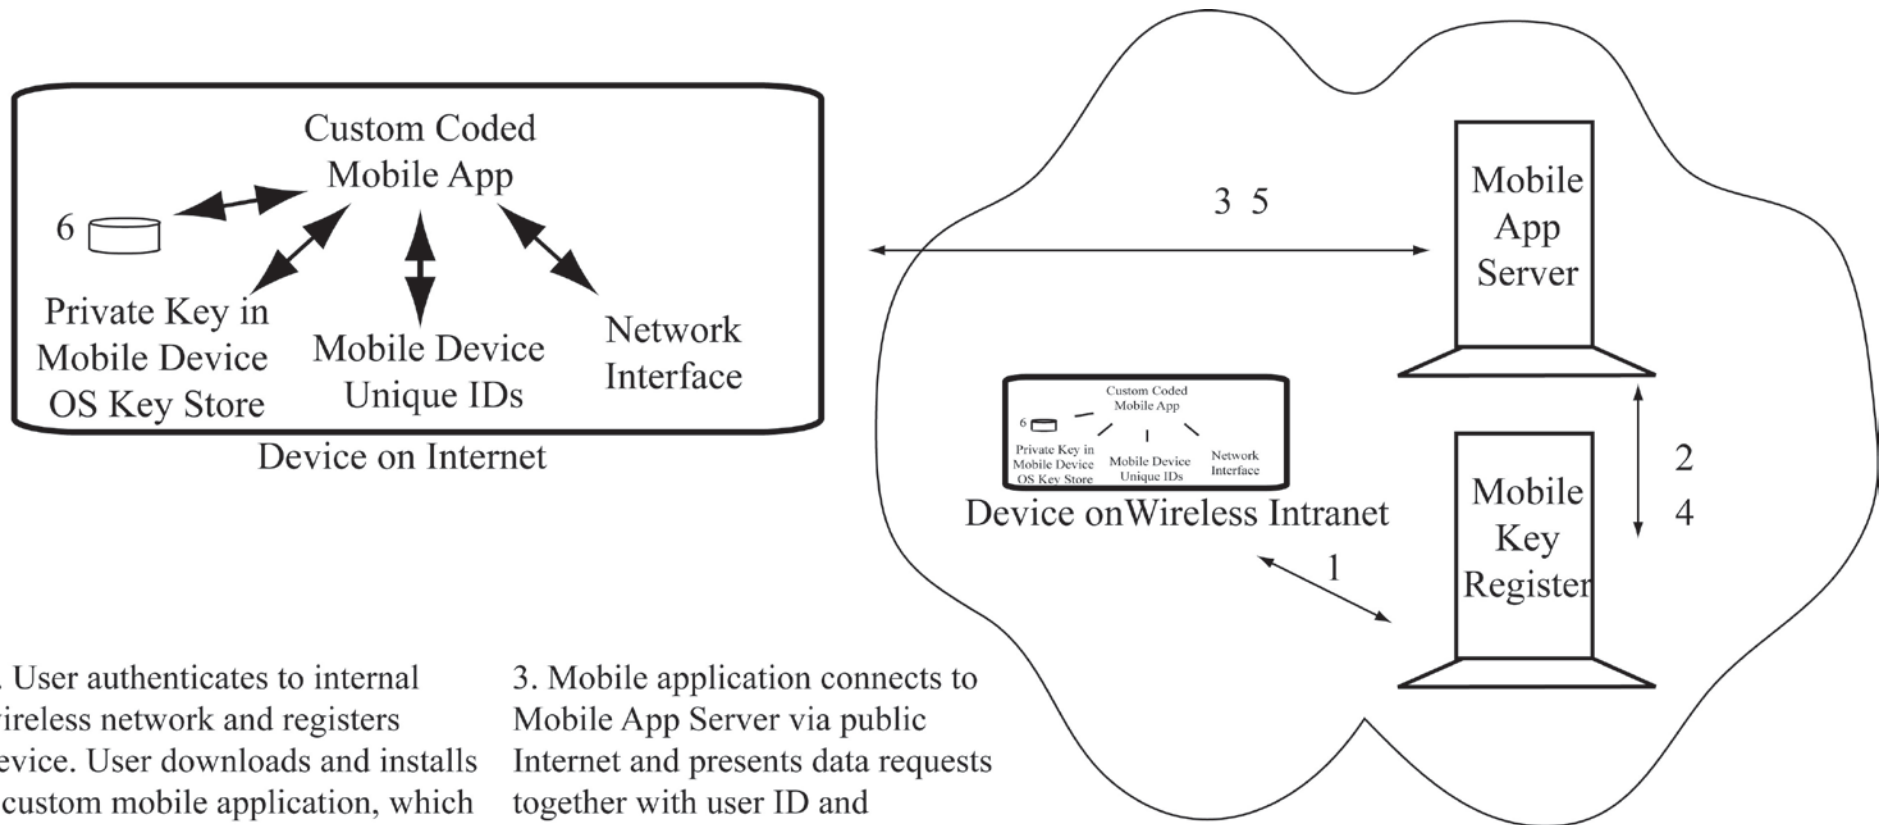 Custom Coded
Mobile App
6
Private Key in
Mobile Device
OS Key Store
Mobile Device
Unique IDs
Network
Interface
Device on Internet
3 5
Mobile
App
Server
Custom Coded
Mobile App
6
Private Key in
Mobile Device
OS Key Store
Mobile Device
Unique IDs
Network
Interface
Device onWireless Intranet
1
2
4
Mobile
Key
Register
. User authenticates to internal
wireless network and registers
evice. User downloads and installs
custom mobile application, which
3. Mobile application connects to
Mobile App Server via public
Internet and presents data requests
together with user ID and